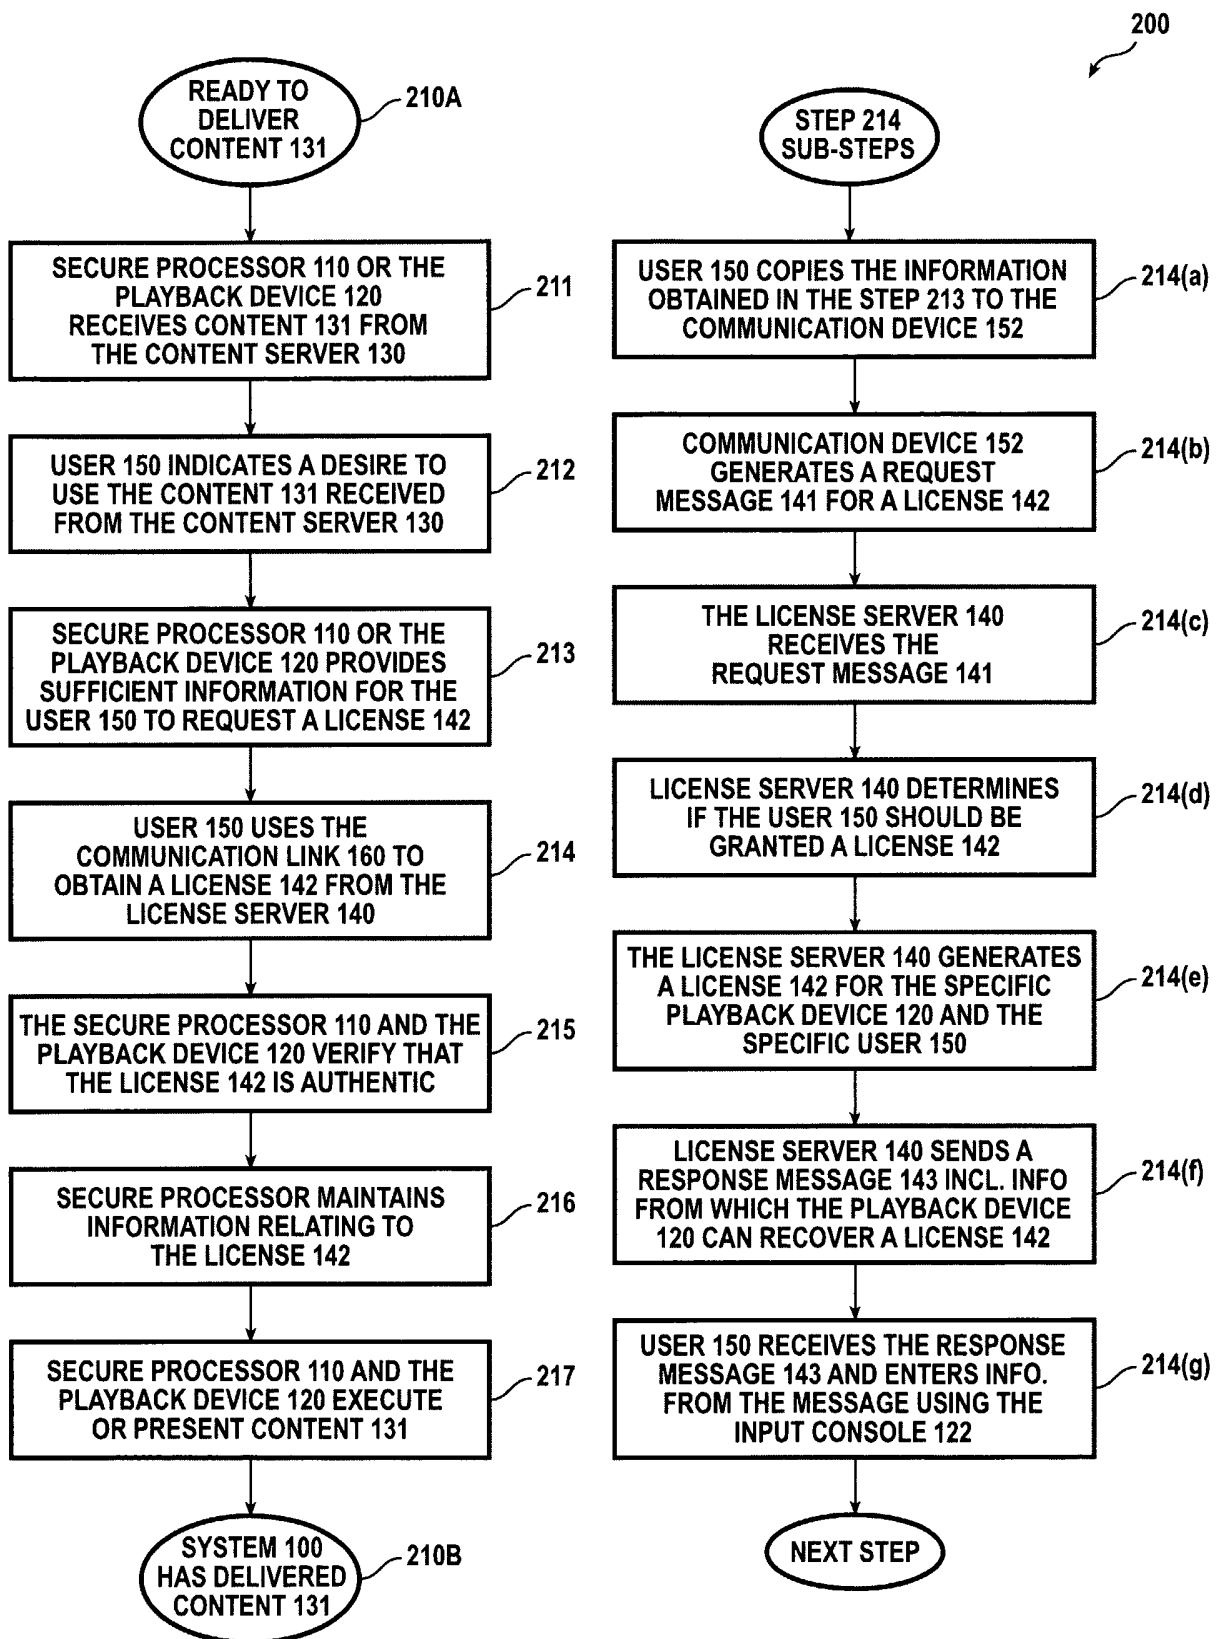 200
READY TO
DELIVER
CONTENT 131
210A
SECURE PROCESSOR 110 OR THE
PLAYBACK DEVICE 120
RECEIVES CONTENT 131 FROM
THE CONTENT SERVER 130
211
USER 150 INDICATES A DESIRE TO
USE THE CONTENT 131 RECEIVED
FROM THE CONTENT SERVER 130
212
SECURE PROCESSOR 110 OR THE
PLAYBACK DEVICE 120 PROVIDES
SUFFICIENT INFORMATION FOR THE
USER 150 TO REQUEST A LICENSE 142
213
USER 150 USES THE
COMMUNICATION LINK 160 TO
OBTAIN A LICENSE 142 FROM THE
LICENSE SERVER 140
214
THE SECURE PROCESSOR 110 AND THE
PLAYBACK DEVICE 120 VERIFY THAT
THE LICENSE 142 IS AUTHENTIC
215
SECURE PROCESSOR MAINTAINS
INFORMATION RELATING TO
THE LICENSE 142
216
SECURE PROCESSOR 110 AND THE
PLAYBACK DEVICE 120 EXECUTE
OR PRESENT CONTENT 131
217
SYSTEM 100
HAS DELIVERED
CONTENT 131
210B
STEP 214
SUB-STEPS
USER 150 COPIES THE INFORMATION
OBTAINED IN THE STEP 213 TO THE
COMMUNICATION DEVICE 152
214(a)
COMMUNICATION DEVICE 152
GENERATES A REQUEST
MESSAGE 141 FOR A LICENSE 142
214(b)
THE LICENSE SERVER 140
RECEIVES THE
REQUEST MESSAGE 141
214(c)
LICENSE SERVER 140 DETERMINES
IF THE USER 150 SHOULD BE
GRANTED A LICENSE 142
214(d)
THE LICENSE SERVER 140 GENERATES
A LICENSE 142 FOR THE SPECIFIC
PLAYBACK DEVICE 120 AND THE
SPECIFIC USER 150
214(e)
LICENSE SERVER 140 SENDS A
RESPONSE MESSAGE 143 INCL. INFO
FROM WHICH THE PLAYBACK DEVICE
120 CAN RECOVER A LICENSE 142
214(f)
USER 150 RECEIVES THE RESPONSE
MESSAGE 143 AND ENTERS INFO.
FROM THE MESSAGE USING THE
INPUT CONSOLE 122
214(g)
NEXT STEP